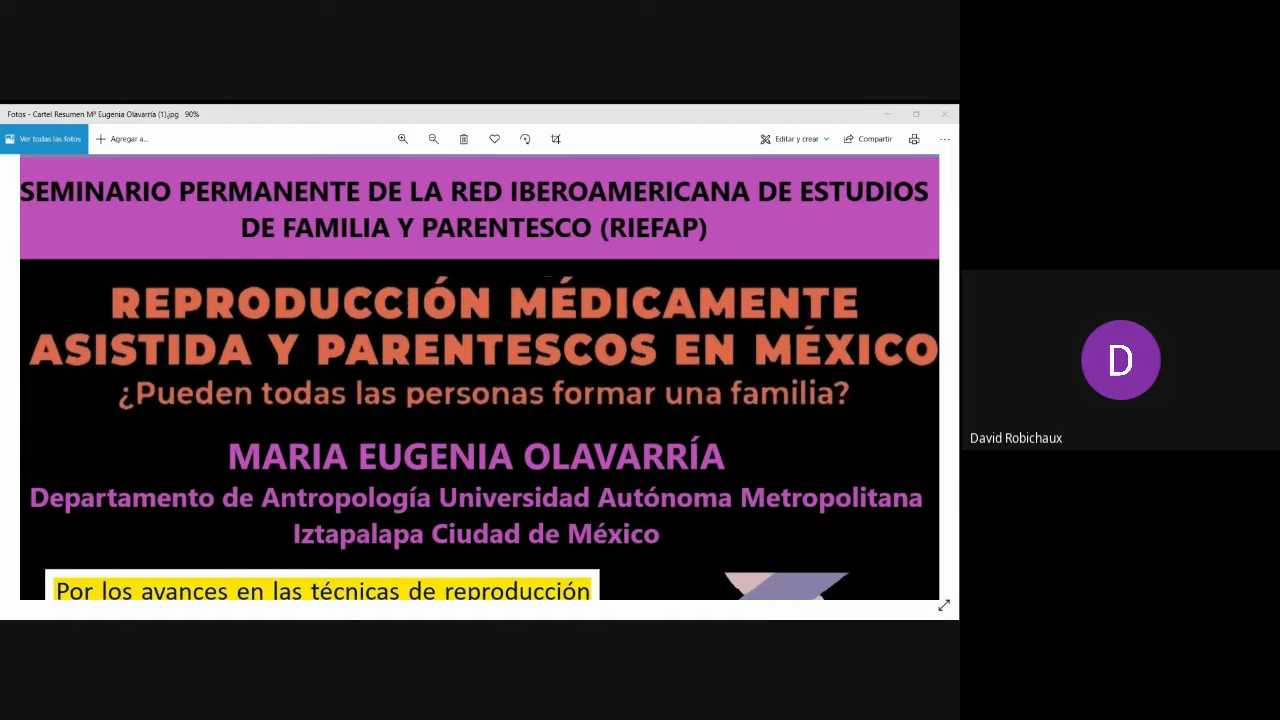 Fotos - Cartel Resumen Mª Eugenia Olavarría (1).jpg 90%
Ver todas las fotos
Agregar a...
Editar y crear
Compartir
SEMINARIO PERMANENTE DE LA RED IBEROAMERICANA DE ESTUDIOS
DE FAMILIA Y PARENTESCO (RIEFAP)
REPRODUCCIÓN MÉDICAMENTE
ASISTIDA Y PARENTESCOS EN MÉXICO
¿Pueden todas las personas formar una familia?
MARIA EUGENIA OLAVARRÍA
Departamento de Antropología Universidad Autónoma Metropolitana
Iztapalapa Ciudad de México
Por los avances en las técnicas de reproducción
D
David Robichaux